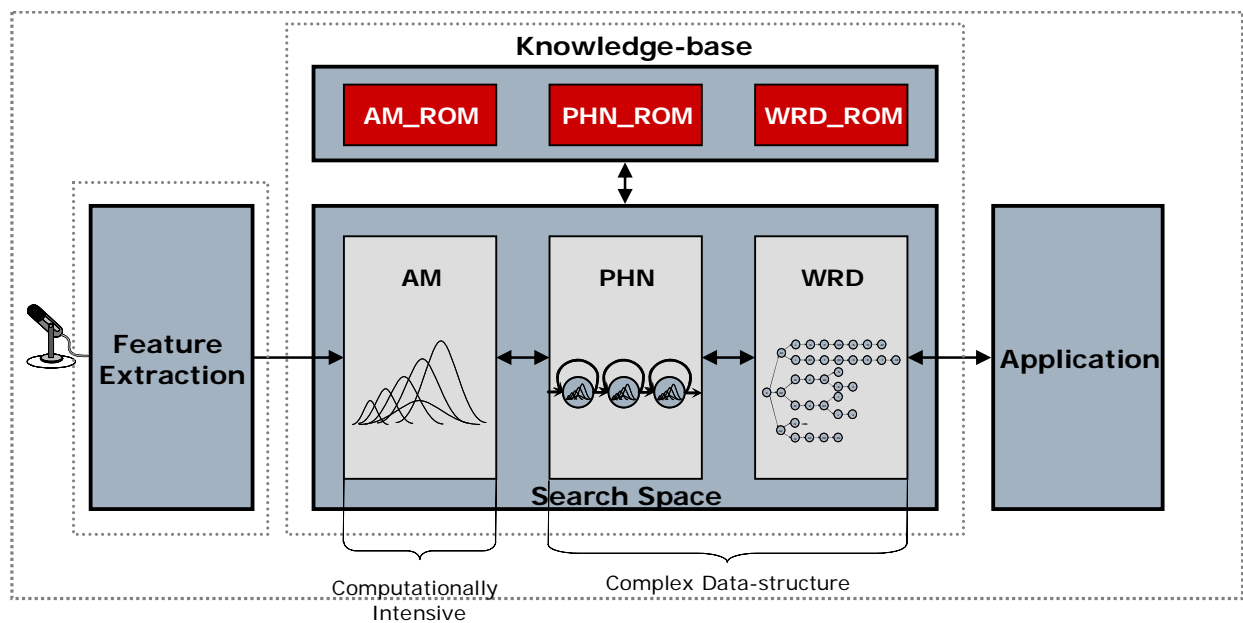 Knowledge-base
AM_ROM
PHN_ROM
WRD_ROM
AM
PHN
WRD
Feature
Extraction
Application
Search Space
Computationally
Intensive
Complex Data-structure